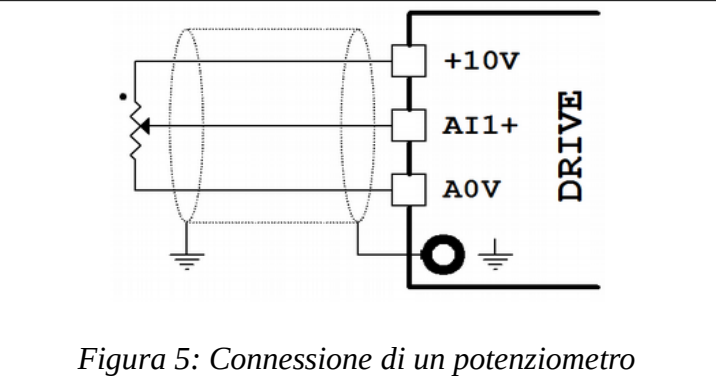 +10V
AI1+
A0V
DRIVE
Figura 5: Connessione di un potenziometro